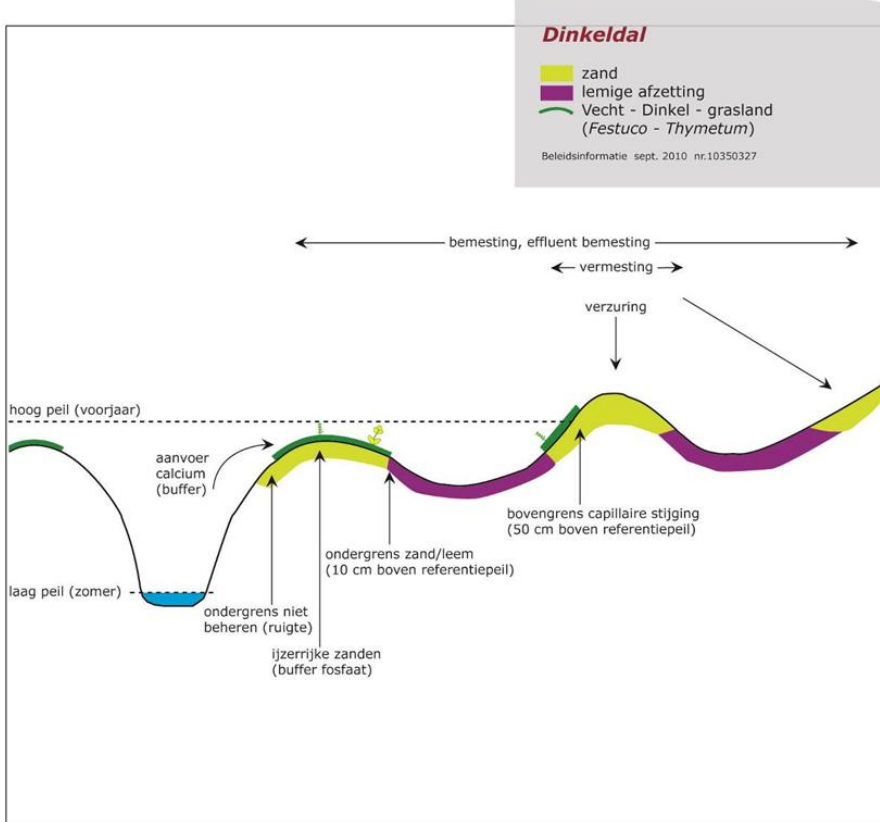 Dinkeldal
zand
lemige afzetting
Vecht - Dinkel - grasland
(Festuco - Thymetum)
Beleidsinformatie sept. 2010 nr.10350327
bemesting, effluent bemesting
vermesting
verzuring
hoog peil (voorjaar)
aanvoer
calcium
(buffer)
bovengrens capillaire stijging
(50 cm boven referentiepeil)
ondergrens zand/leem
(10 cm boven referentiepeil)
laag peil (zomer)
ondergrens niet
beheren (ruigte)
ijzerrijke zanden
(buffer fosfaat)